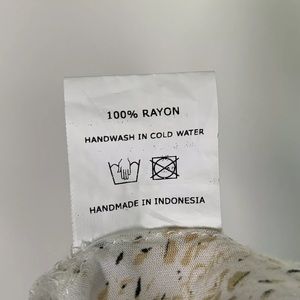 100% RAYON
HANDWASH IN COLD WATER
HANDMADE IN INDONESIA